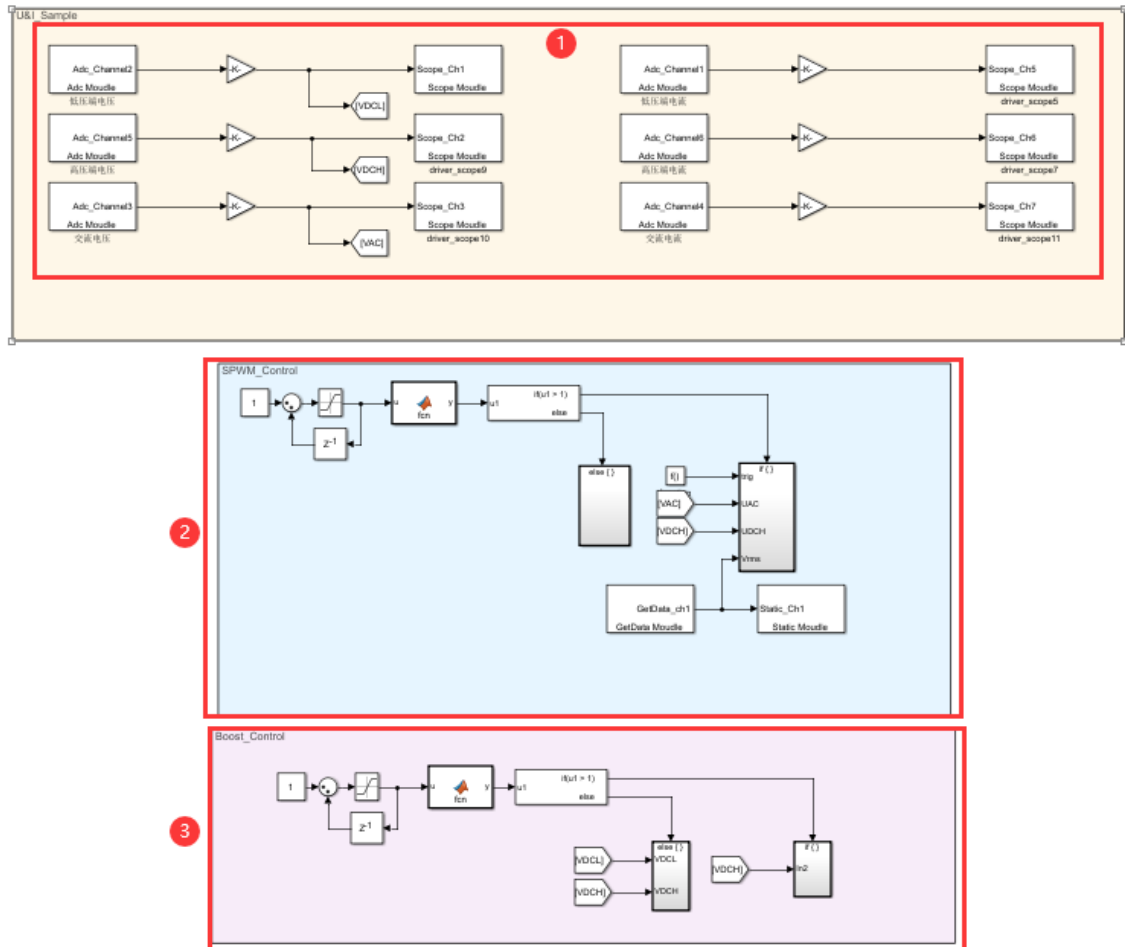 U&I_Sample
1
Adc_Channel2
Adc Moudle
低压端电压
-K-
Scope_Ch1
Scope Moudle
[VDCL]
Adc_Channel5
Adc Moudle
高压端电压
-K-
Scope_Ch2
Scope Moudle
driver_scope9
[VDCH]
Adc_Channel3
Adc Moudle
交流电压
-K-
Scope_Ch3
Scope Moudle
driver_scope10
[VAC]
Adc_Channel1
Adc Moudle
低压端电流
-K-
Scope_Ch5
Scope Moudle
driver_scope5
Adc_Channel6
Adc Moudle
高压端电流
-K-
Scope_Ch6
Scope Moudle
driver_scope7
Adc_Channel4
Adc Moudle
交流电流
-K-
Scope_Ch7
Scope Moudle
driver_scope11
2
SPWM_Control
1
Z-1
u
y
fcn
u1
if(u1 > 1)
else
else { }
if { }
f()
trig
[VAC]
UAC
[VDCH]
UDCH
Vrms
GetData_ch1
GetData Moudle
Static_Ch1
Static Moudle
3
Boost_Control
1
Z-1
u
y
fcn
u1
if(u1 > 1)
else
else { }
[VDCL]
VDCL
[VDCH]
VDCH
if { }
[VDCH]
In2